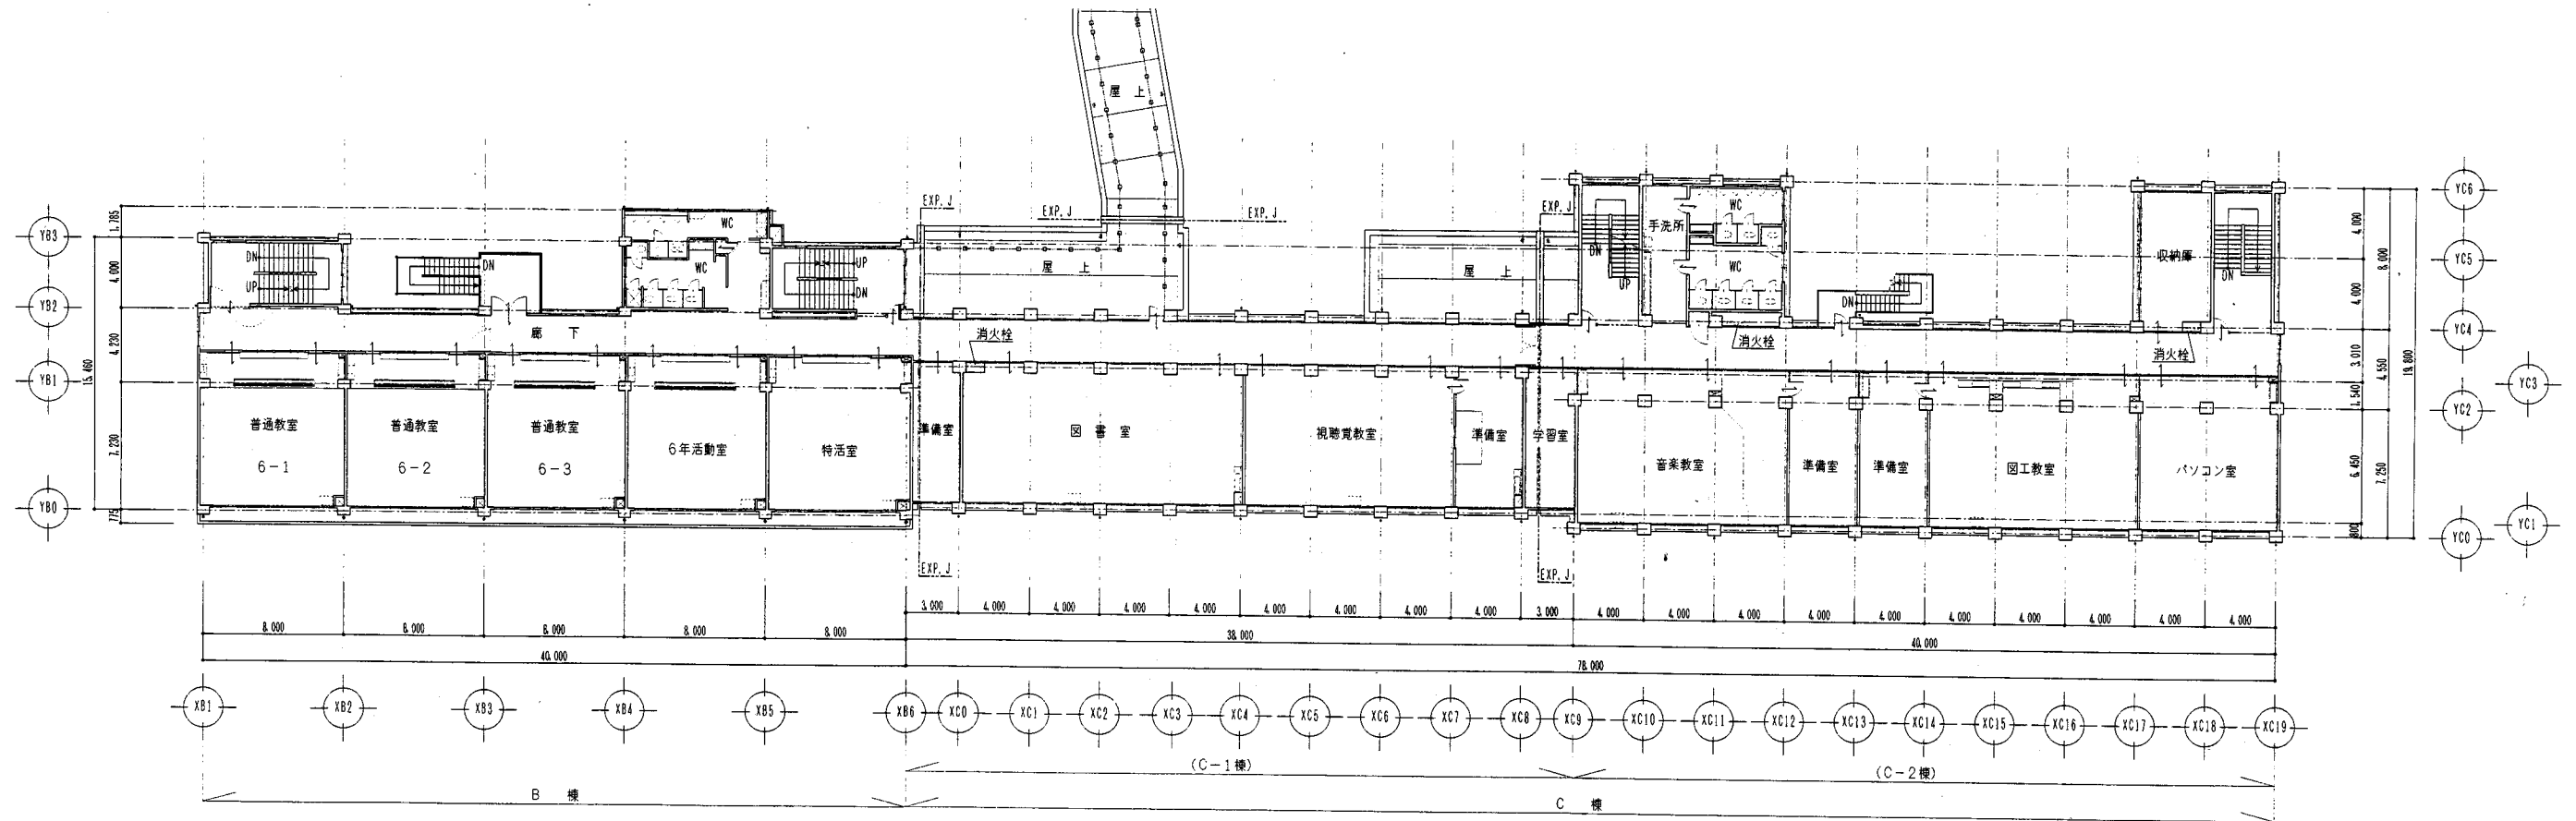 屋 上
EXP. J
EXP. J
EXP. J
EXP. J
YB3
YB2
YB1
YB0
1,785
4,000
4,230
7,230
775
15,460
DN
UP
DN
WC
WC
UP
DN
屋 上
屋 上
DN
UP
手洗所
WC
WC
DN
収納庫
DN
廊 下
消火栓
消火栓
消火栓
普通教室
6-1
普通教室
6-2
普通教室
6-3
6年活動室
特活室
準備室
図 書 室
視聴覚教室
準備室
学習室
音楽教室
準備室
準備室
図工教室
パソコン室
4,000
4,000
3,010
1,540
6,450
800
8,000
4,550
7,250
19,800
YC6
YC5
YC4
YC3
YC2
YC1
YC0
EXP. J
EXP. J
3,000 4,000 4,000 4,000 4,000 4,000 4,000 4,000 4,000 3,000 4,000 4,000 4,000 4,000 4,000 4,000 4,000 4,000 4,000 4,000
8,000 8,000 8,000 8,000 8,000 38,000 40,000
40,000 78,000
XB1 XB2 XB3 XB4 XB5 XB6 XC0 XC1 XC2 XC3 XC4 XC5 XC6 XC7 XC8 XC9 XC10 XC11 XC12 XC13 XC14 XC15 XC16 XC17 XC18 XC19
(C-1棟) (C-2棟)
B 棟 C 棟